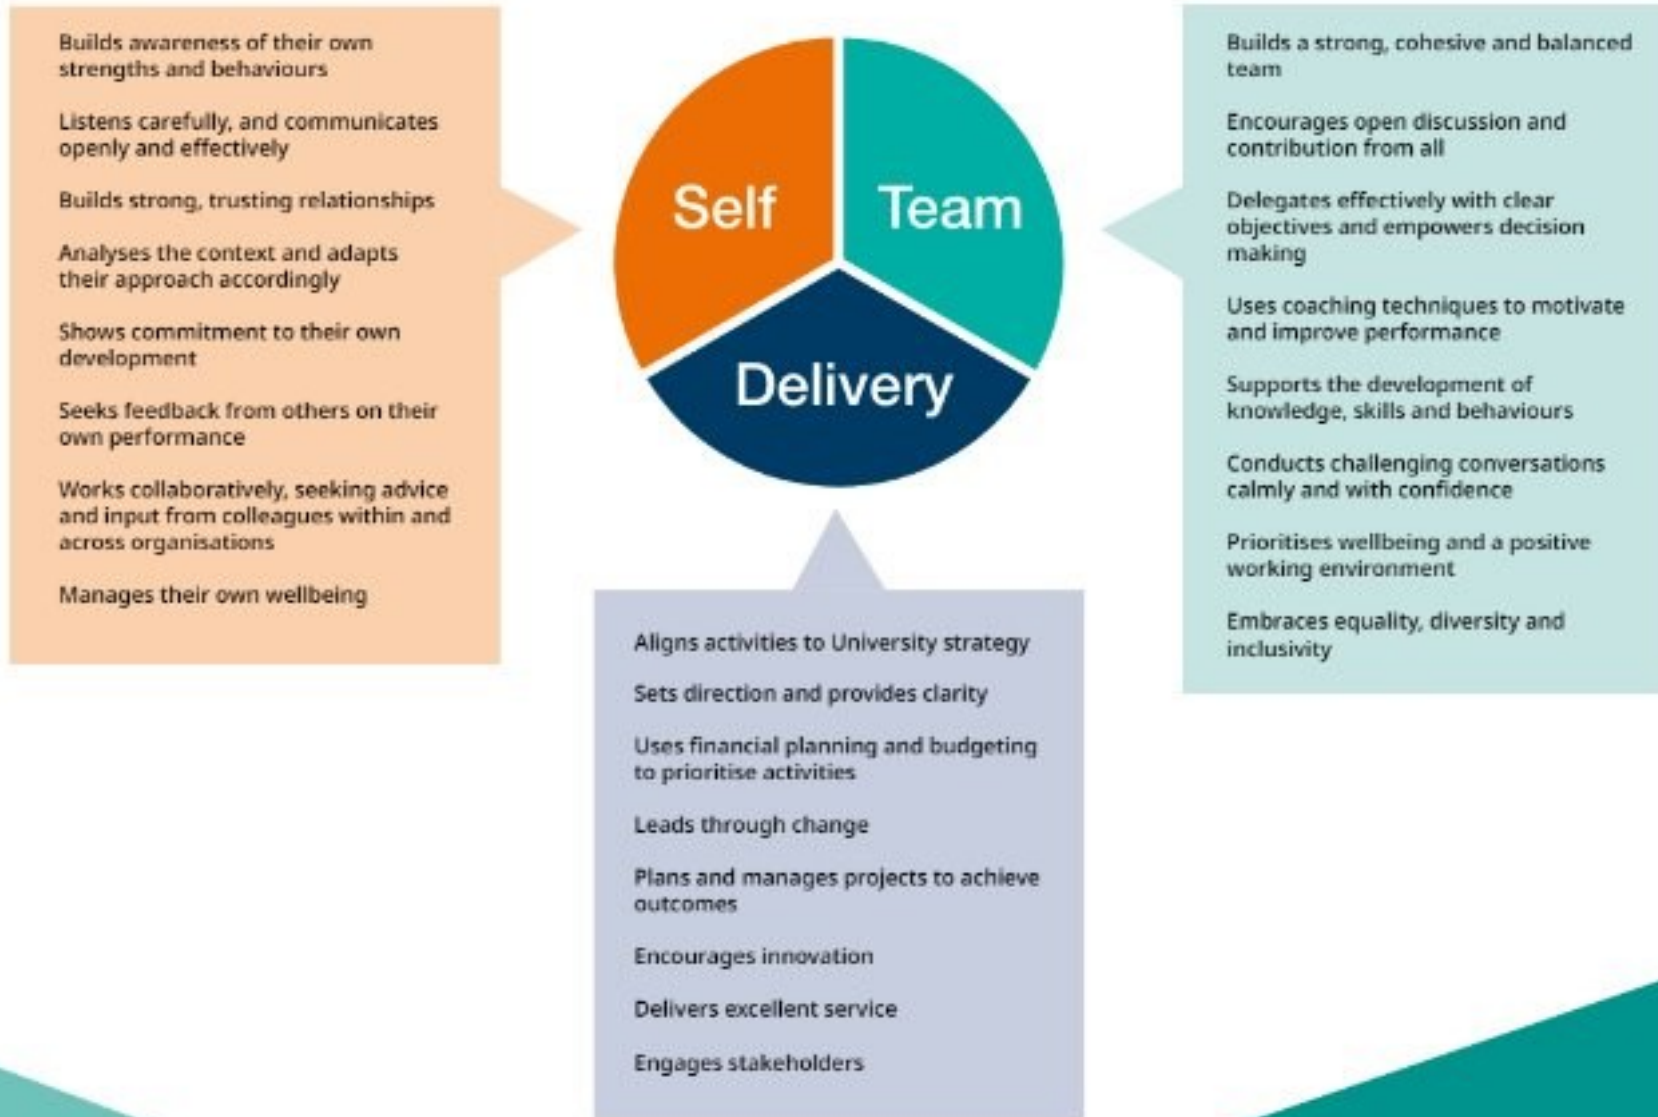 Builds awareness of their own
strengths and behaviours
Listens carefully, and communicates
openly and effectively
Builds strong, trusting relationships
Analyses the context and adapts
their approach accordingly
Shows commitment to their own
development
Seeks feedback from others on their
own performance
Works collaboratively, seeking advice
and input from colleagues within and
across organisations
Manages their own wellbeing
Self
Team
Delivery
Builds a strong, cohesive and balanced
team
Encourages open discussion and
contribution from all
Delegates effectively with clear
objectives and empowers decision
making
Uses coaching techniques to motivate
and improve performance
Supports the development of
knowledge, skills and behaviours
Conducts challenging conversations
calmly and with confidence
Prioritises wellbeing and a positive
working environment
Embraces equality, diversity and
inclusivity
Aligns activities to University strategy
Sets direction and provides clarity
Uses financial planning and budgeting
to prioritise activities
Leads through change
Plans and manages projects to achieve
outcomes
Encourages innovation
Delivers excellent service
Engages stakeholders